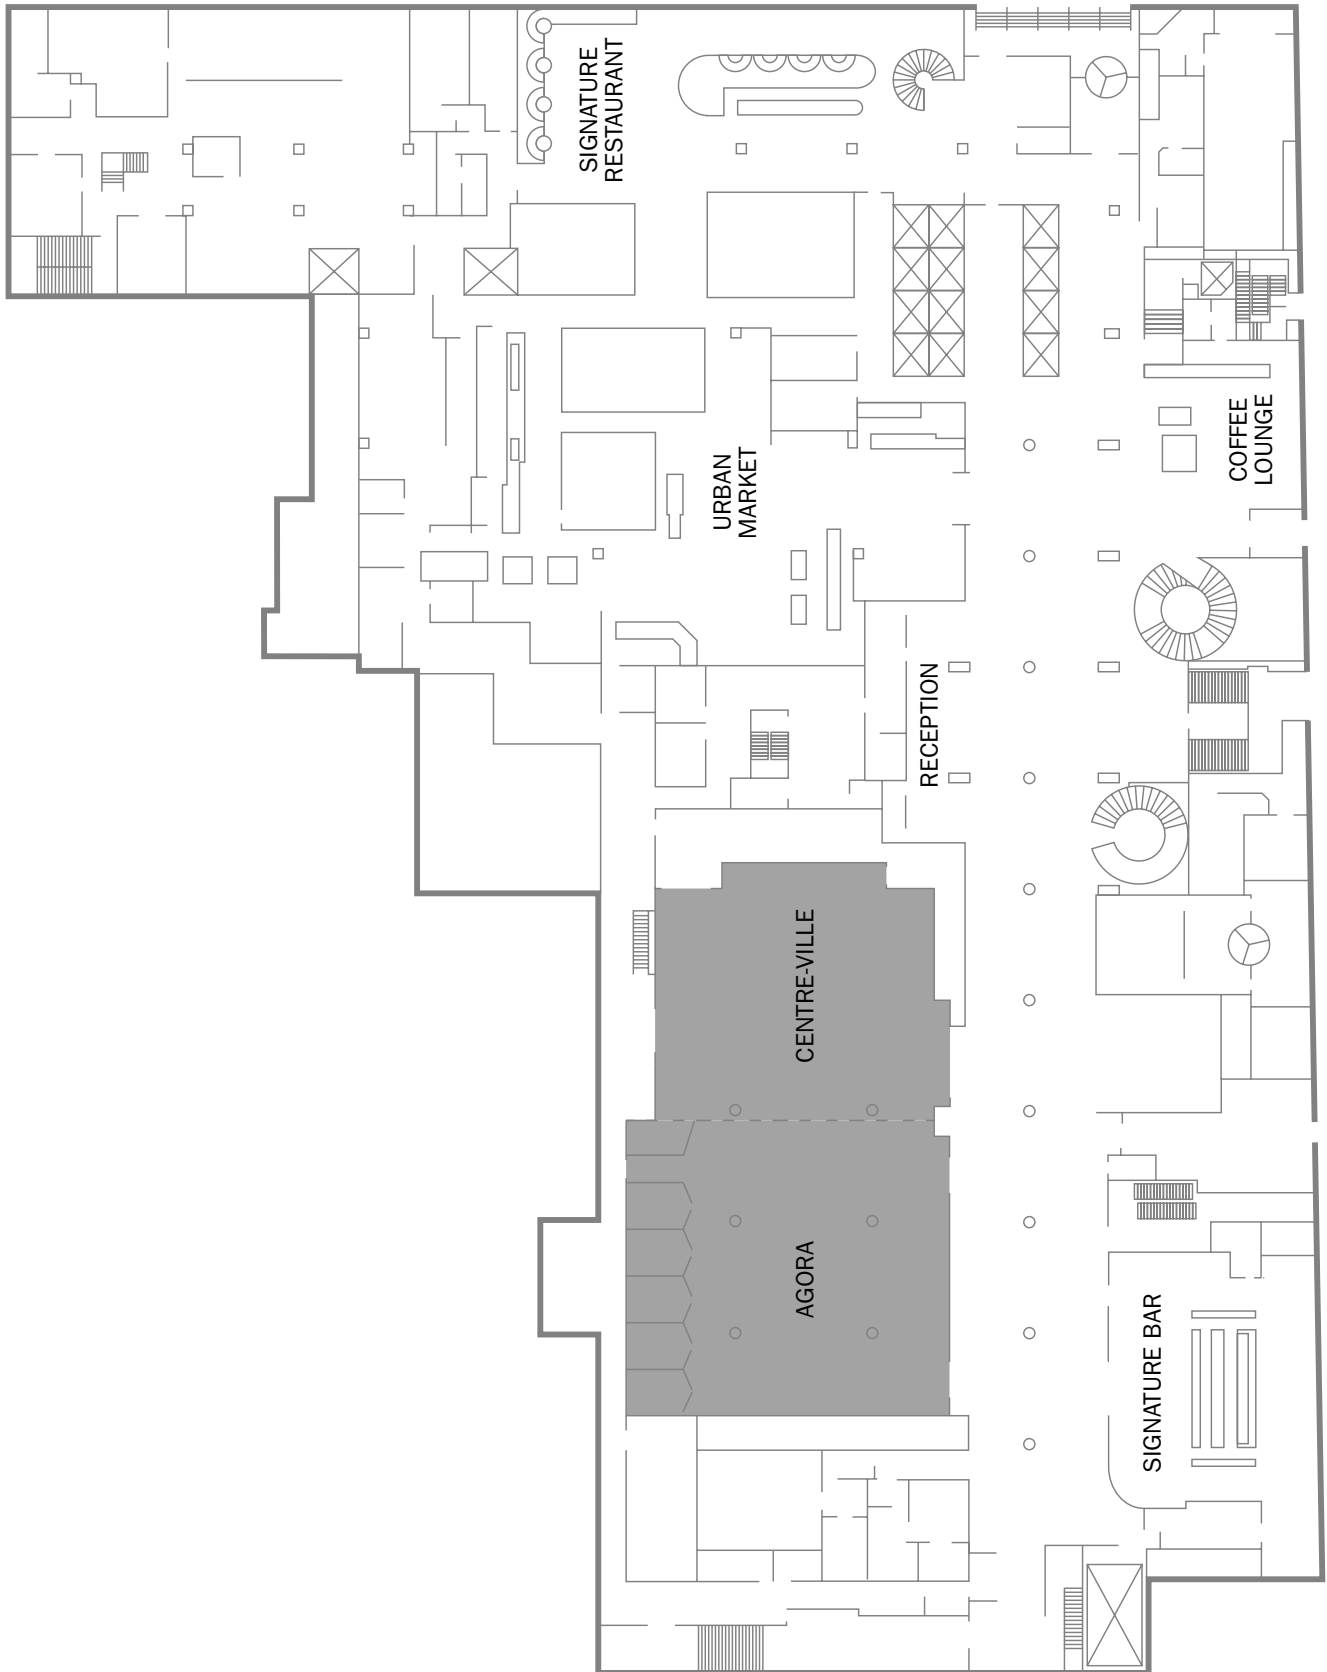 SIGNATURE
RESTAURANT
COFFEE
LOUNGE
URBAN
MARKET
RECEPTION
CENTRE-VILLE
AGORA
SIGNATURE BAR